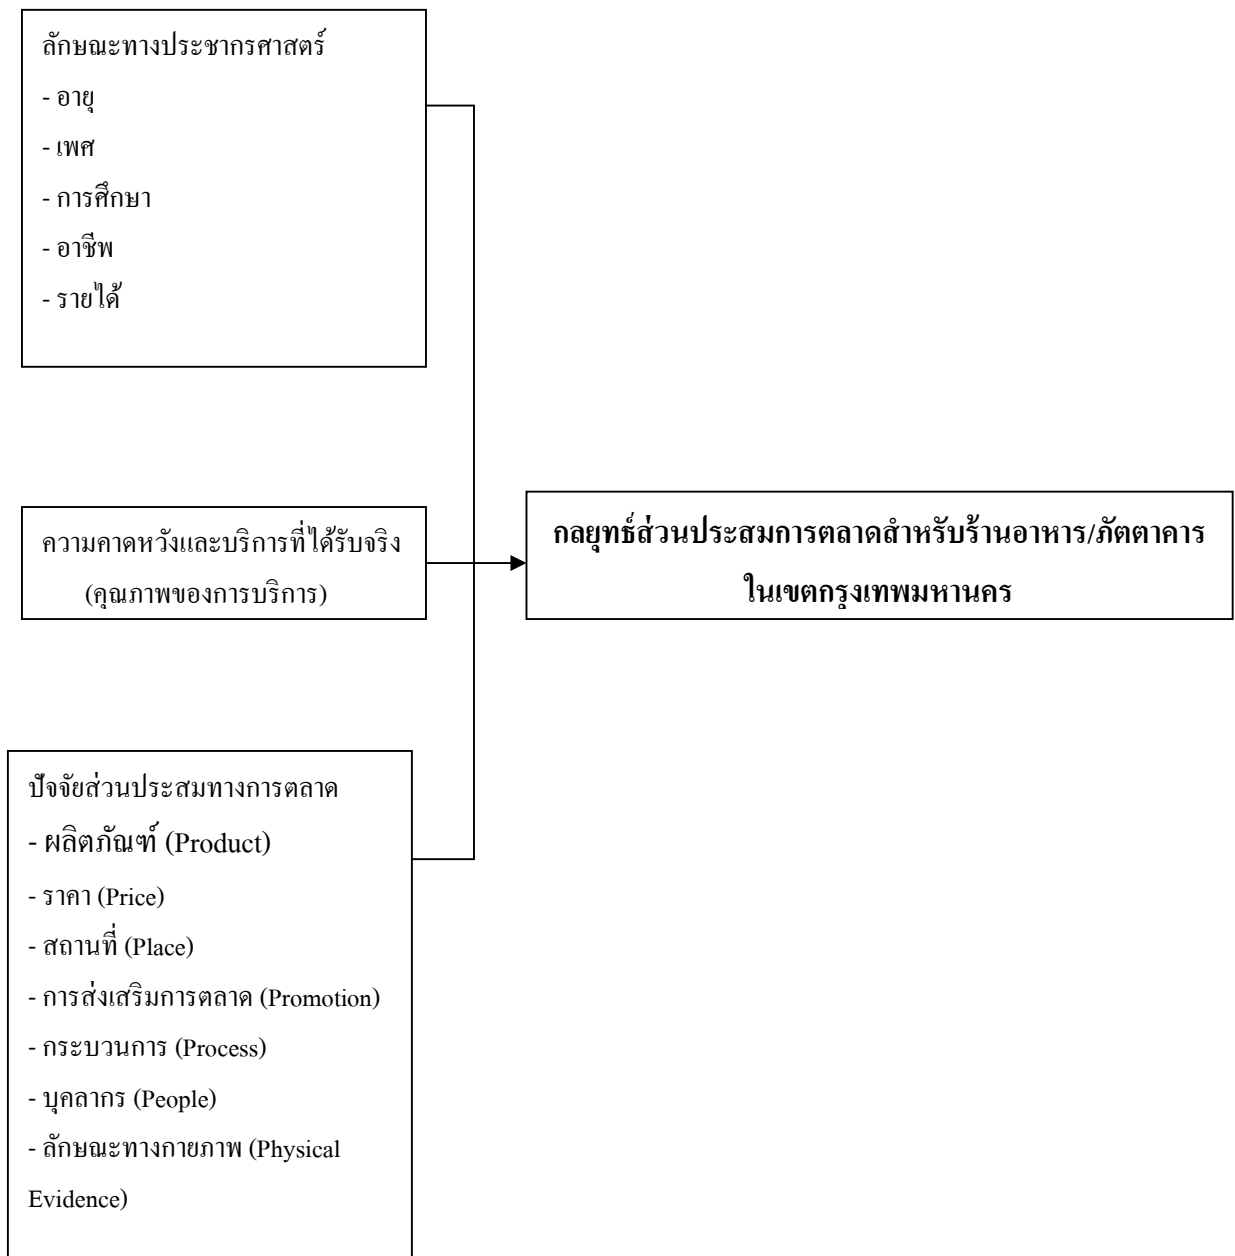 ลักษณะทางประชากรศาสตร์
- อายุ
- เพศ
- การศึกษา
- อาชีพ
- รายได้
ความคาดหวังและบริการที่ได้รับจริง
(คุณภาพของการบริการ)
กลยุทธ์ส่วนประสมการตลาดสำหรับร้านอาหาร/ภัตตาคาร
ในเขตกรุงเทพมหานคร
ปัจจัยส่วนประสมทางการตลาด
- ผลิตภัณฑ์ (Product)
- ราคา (Price)
- สถานที่ (Place)
- การส่งเสริมการตลาด (Promotion)
- กระบวนการ (Process)
- บุคลากร (People)
- ลักษณะทางกายภาพ (Physical
Evidence)